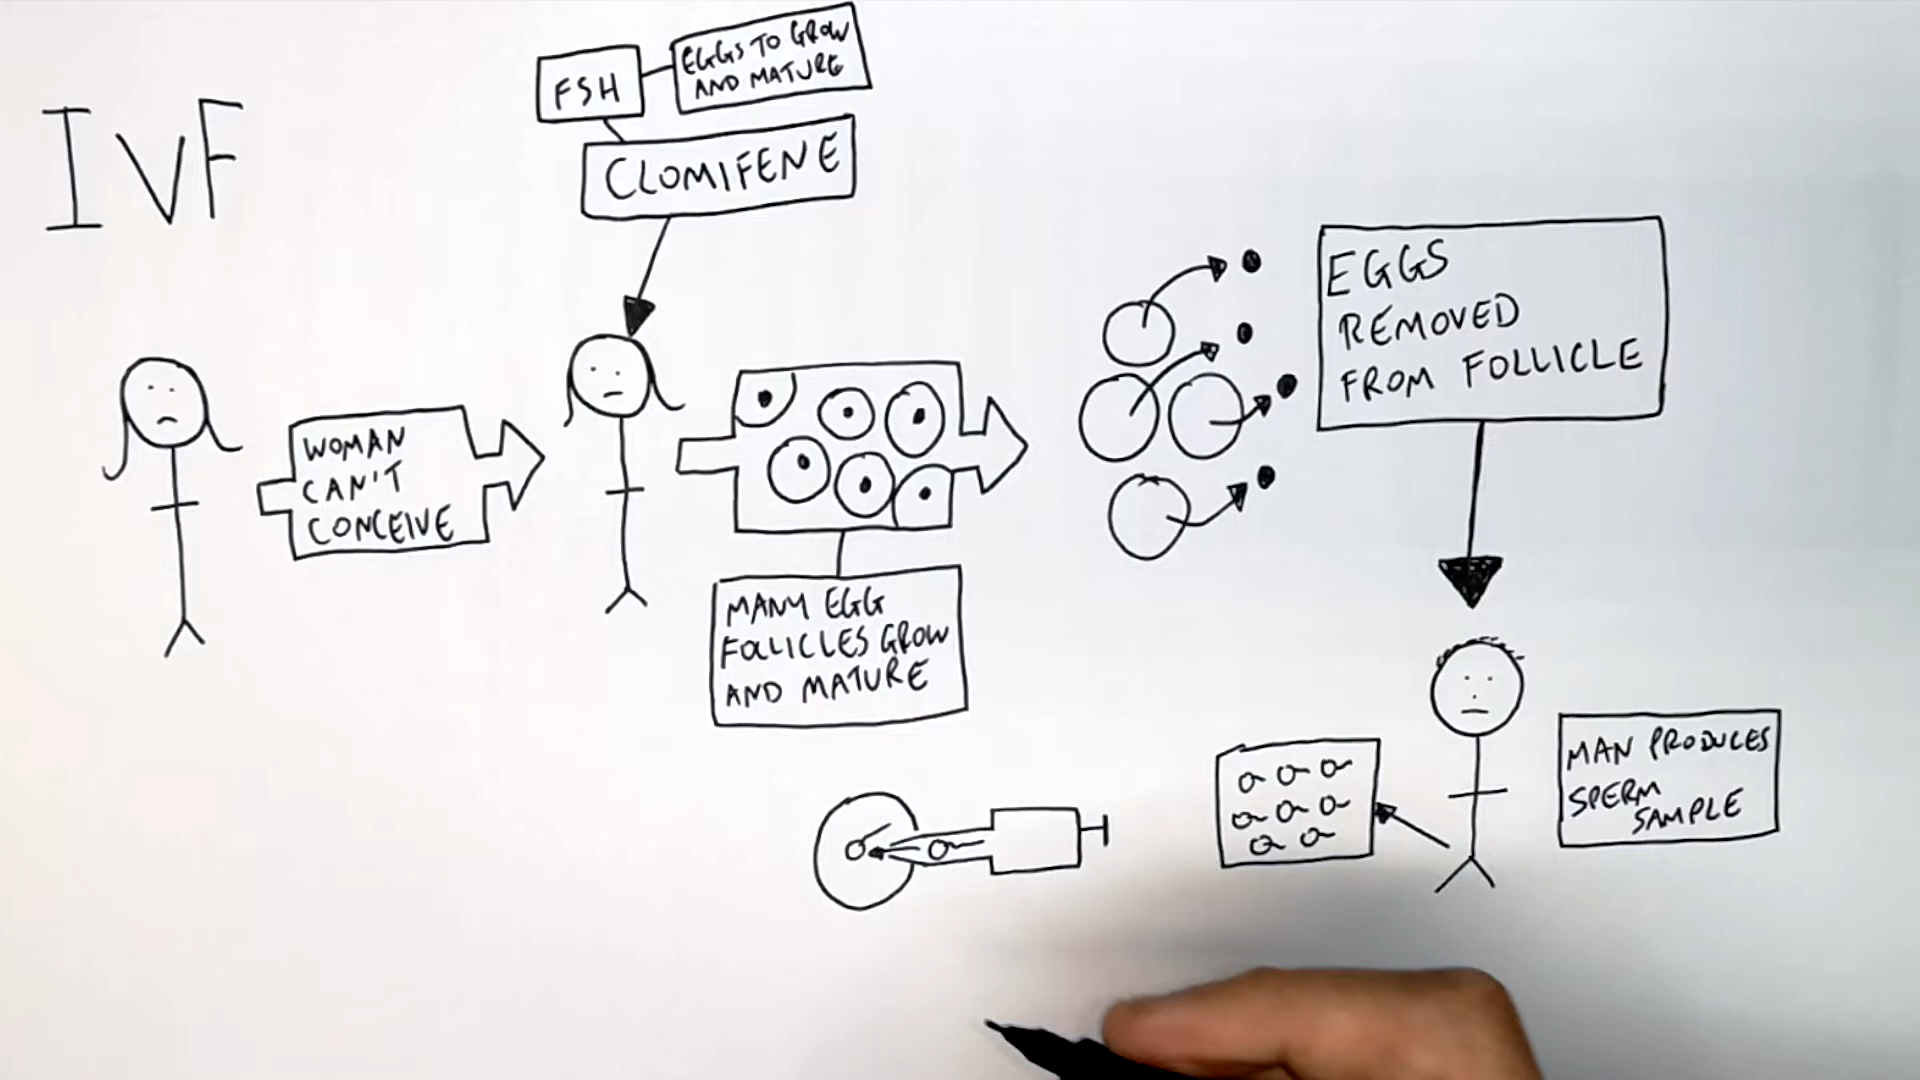 IVF
FSH
EGGS TO GROW
AND MATURE
CLOMIFENE
WOMAN
CAN'T
CONCEIVE
MANY EGG
FOLLICLES GROW
AND MATURE
EGGS
REMOVED
FROM FOLLICLE
MAN PRODUCES
SPERM
SAMPLE